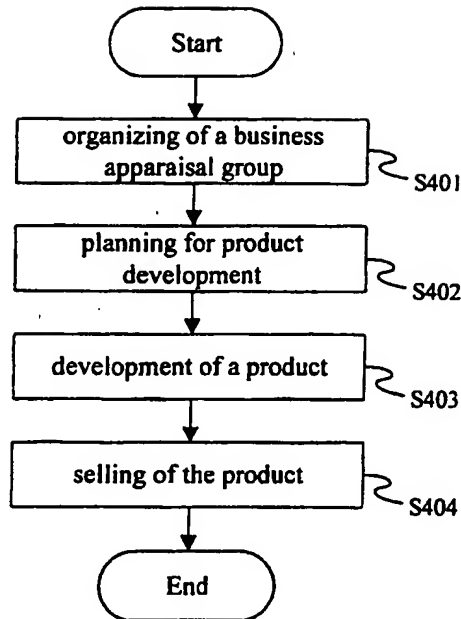 Start
organizing of a business
apparaisal group
S401
planning for product
development
S402
development of a product
S403
selling of the product
S404
End